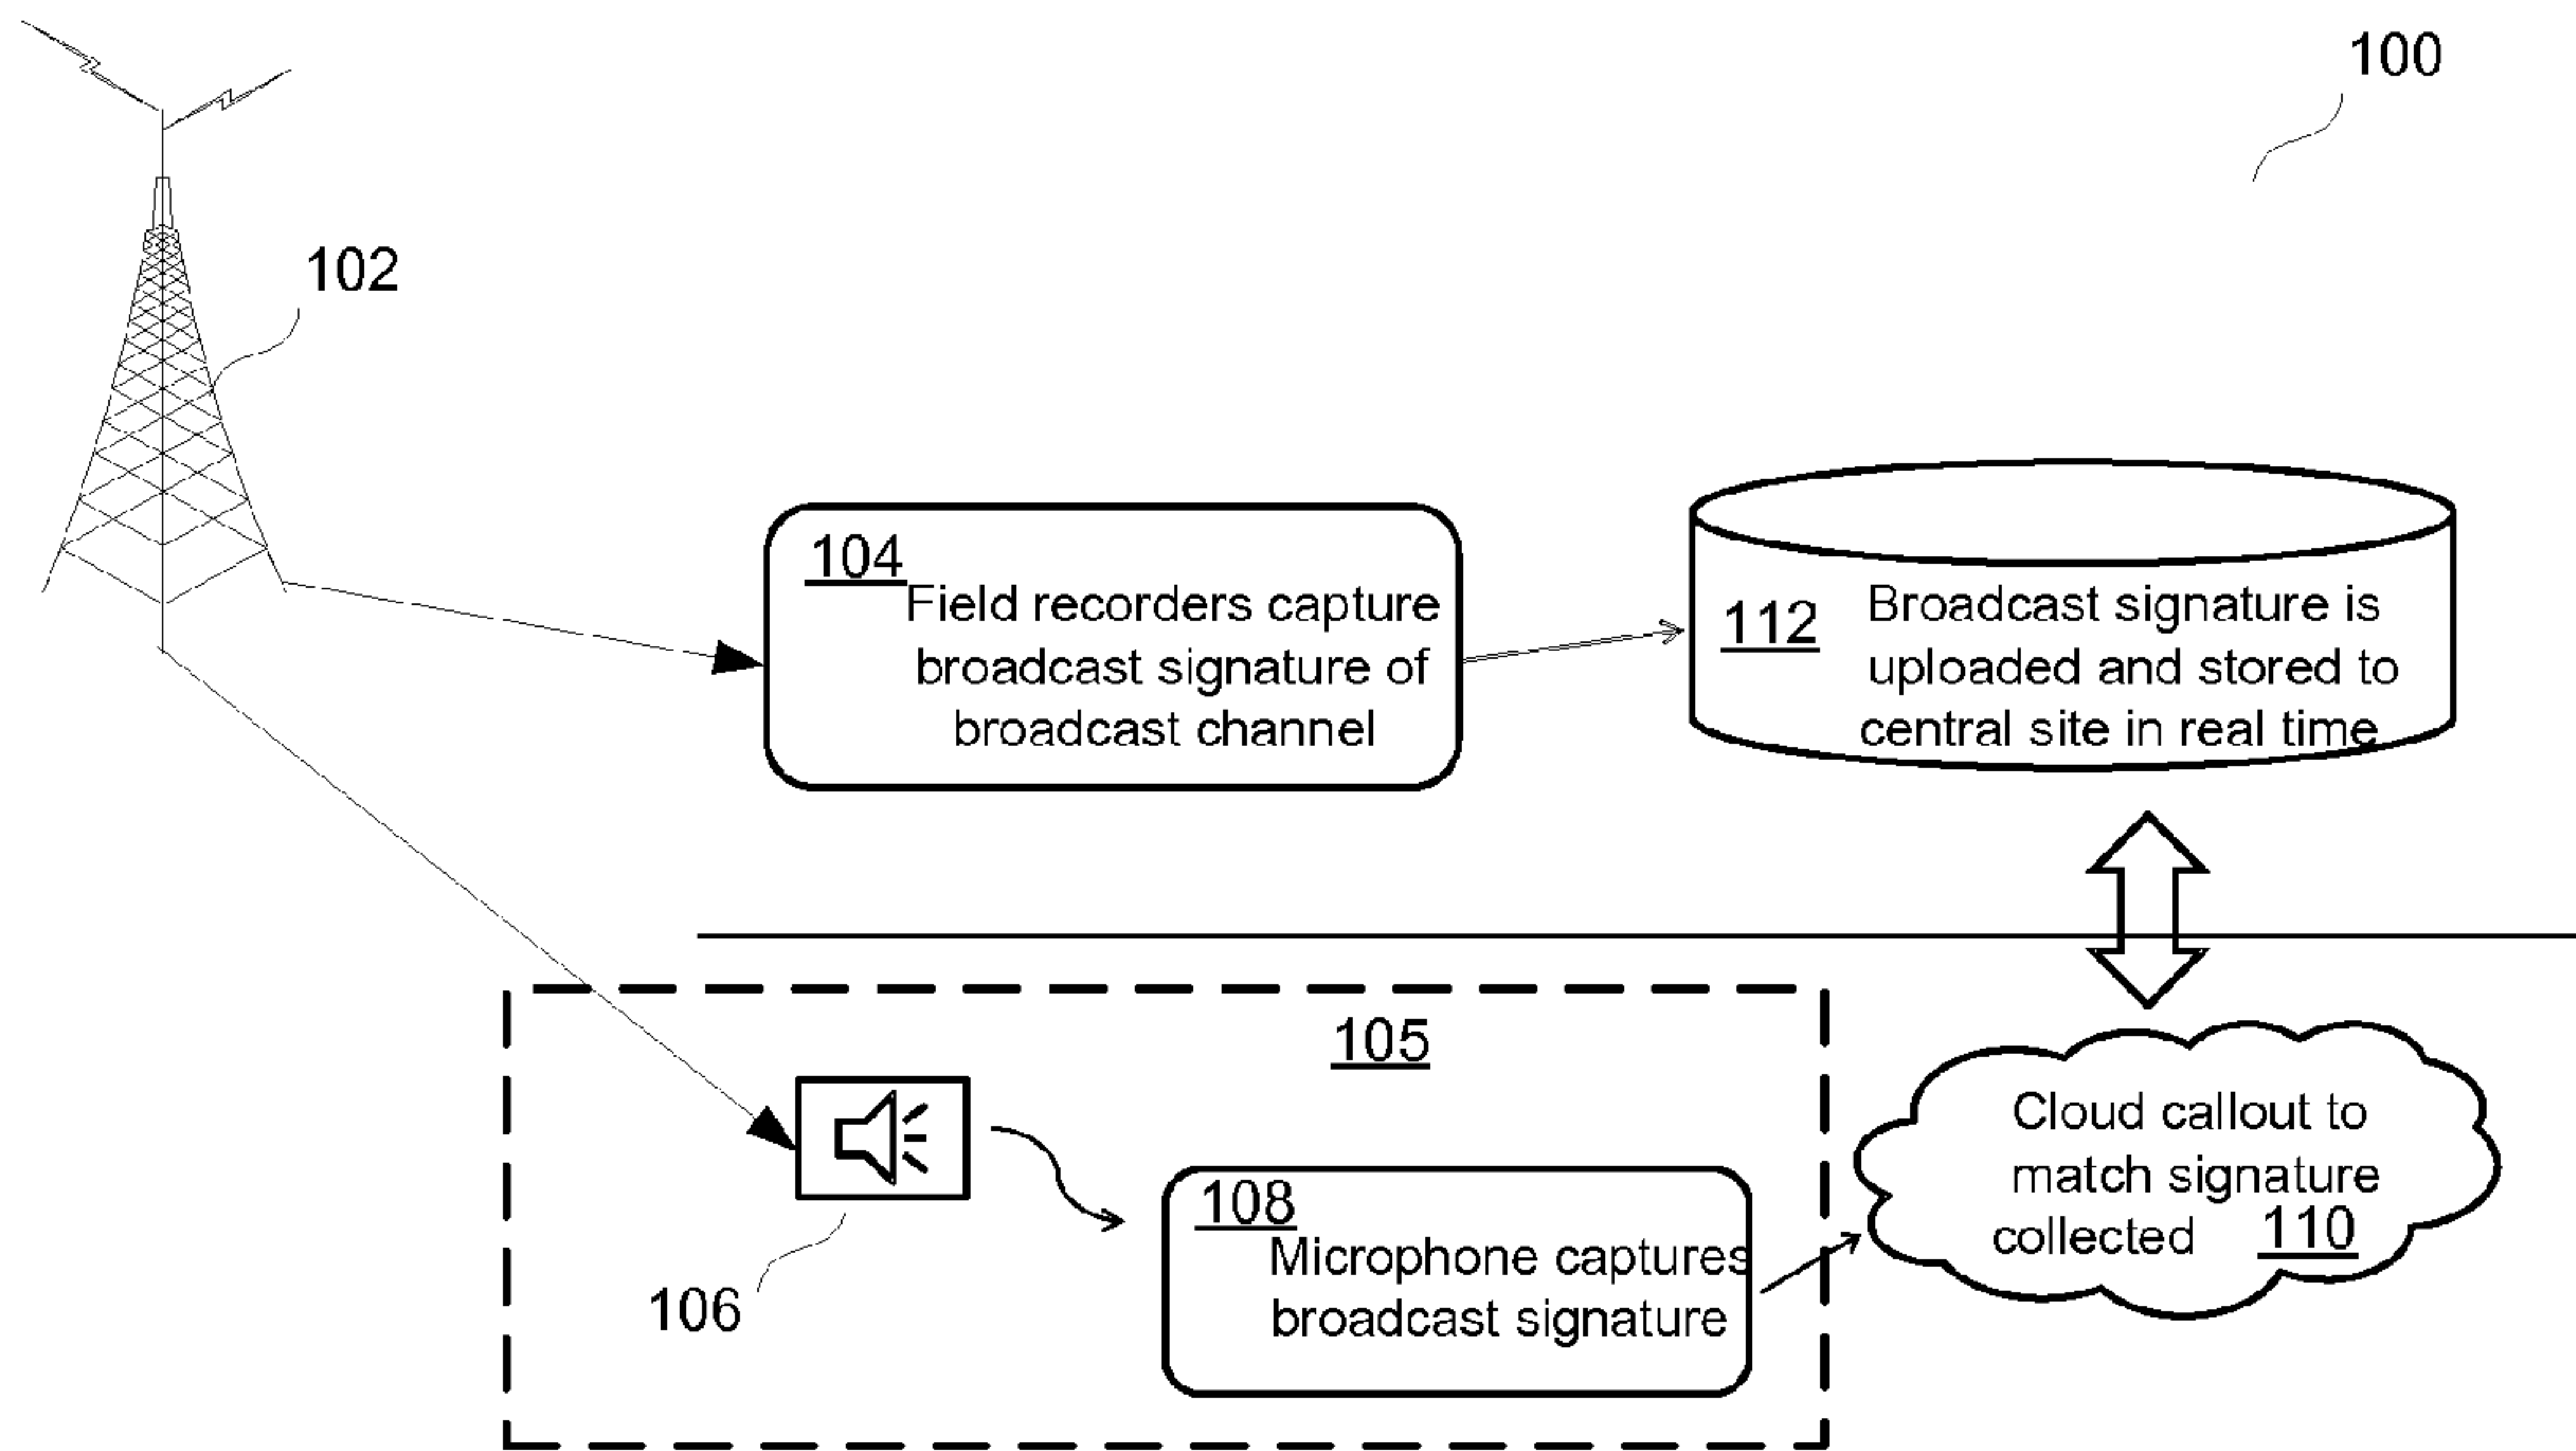 100
102
104
Field recorders capture
broadcast signature of
broadcast channel
112
Broadcast signature is
uploaded and stored to
central site in real time
105
106
108
Microphone captures
broadcast signature
Cloud callout to
match signature
collected 110